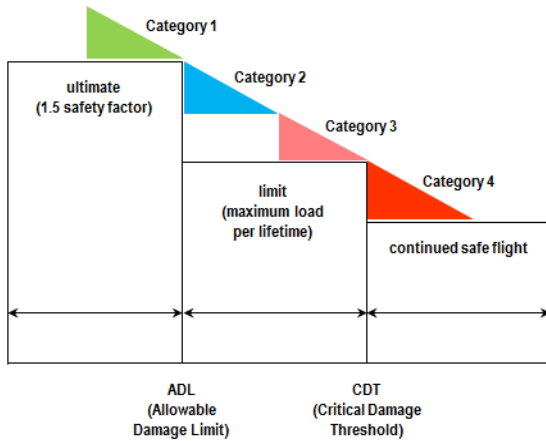 Category 1
ultimate
(1.5 safety factor)
Category 2
Category 3
limit
(maximum load
per lifetime)
Category 4
continued safe flight
ADL
(Allowable
Damage Limit)
CDT
(Critical Damage
Threshold)